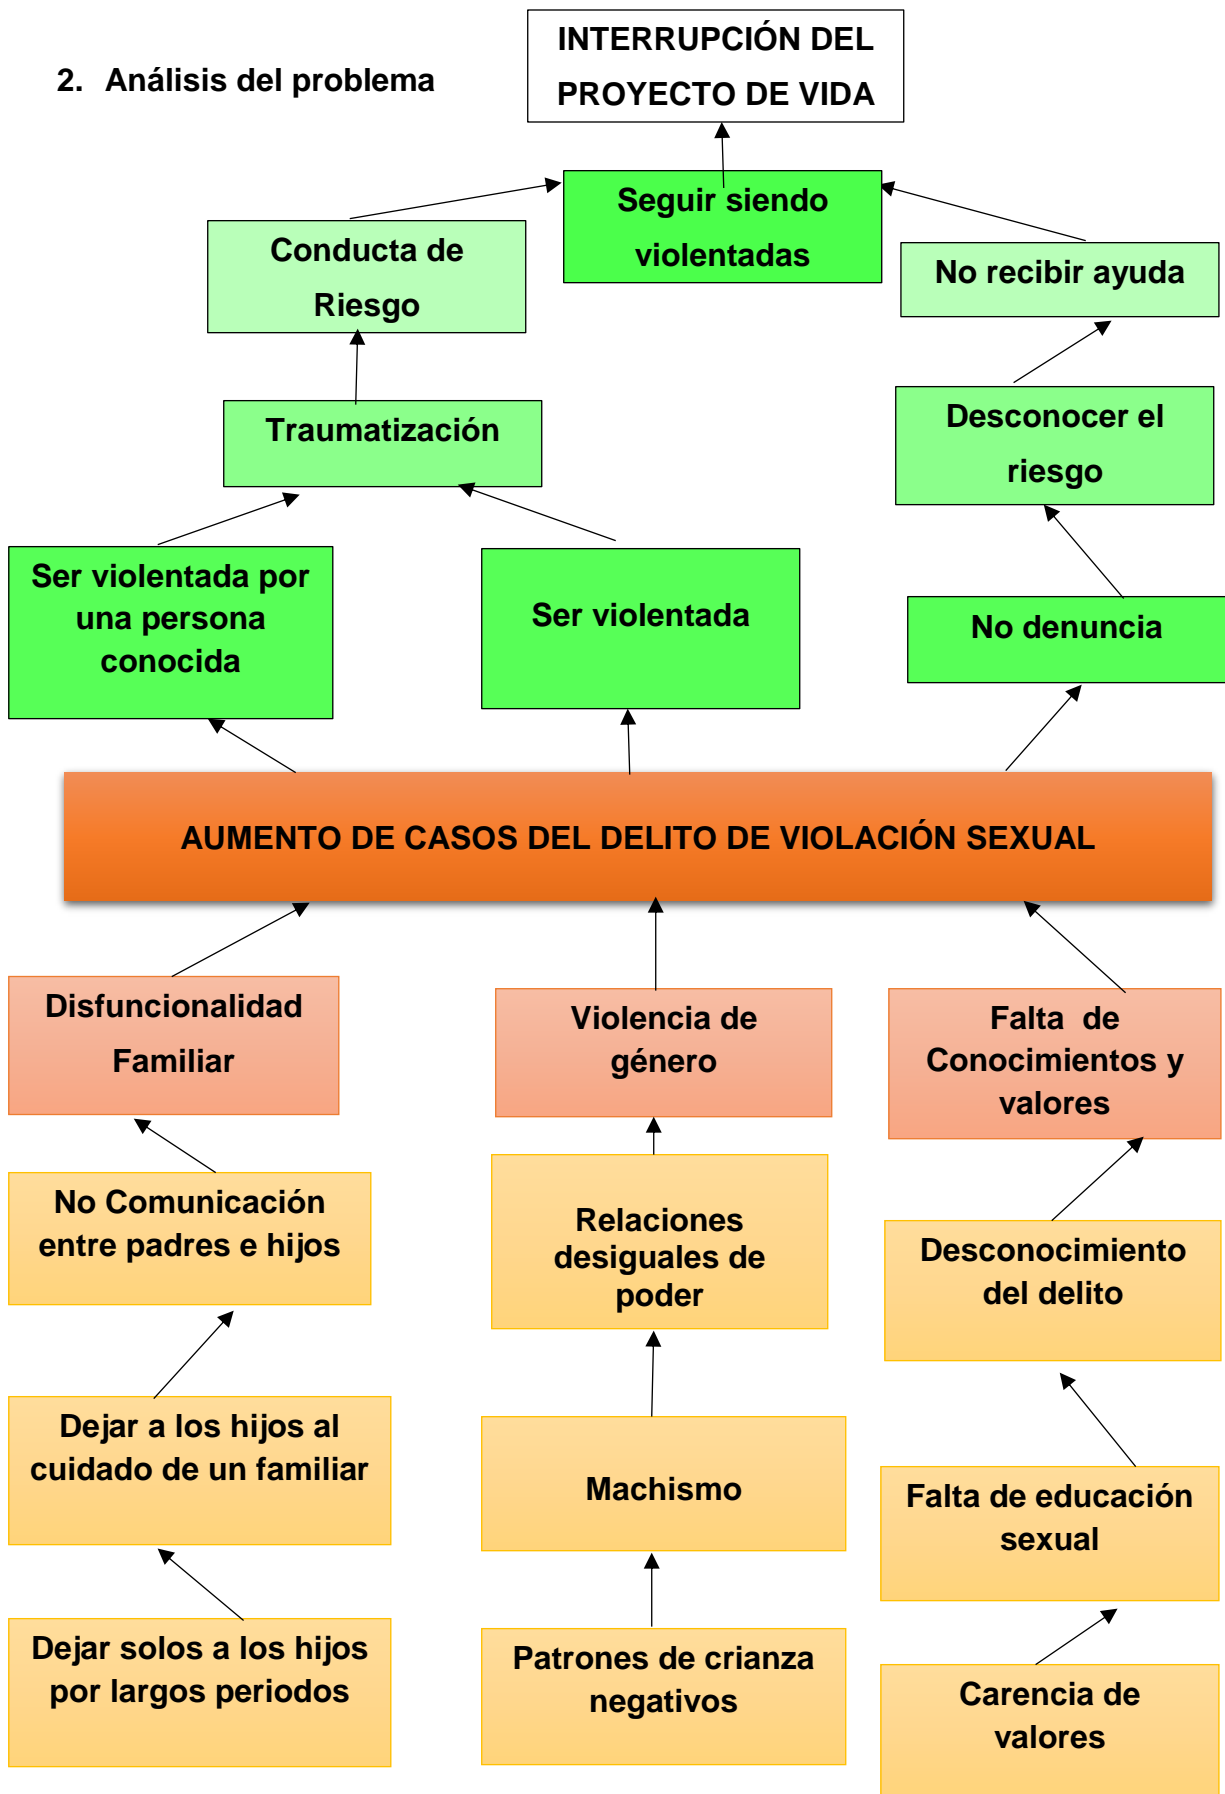 2. Análisis del problema
INTERRUPCIÓN DEL
PROYECTO DE VIDA
Seguir siendo
violentadas
Conducta de
Riesgo
No recibir ayuda
Traumatización
Desconocer el
riesgo
Ser violentada por
una persona
conocida
Ser violentada
No denuncia
AUMENTO DE CASOS DEL DELITO DE VIOLACIÓN SEXUAL
Disfuncionalidad
Familiar
Violencia de
género
Falta de
Conocimientos y
valores
No Comunicación
entre padres e hijos
Relaciones
desiguales de
poder
Desconocimiento
del delito
Dejar a los hijos al
cuidado de un familiar
Machismo
Falta de educación
sexual
Dejar solos a los hijos
por largos periodos
Patrones de crianza
negativos
Carencia de
valores